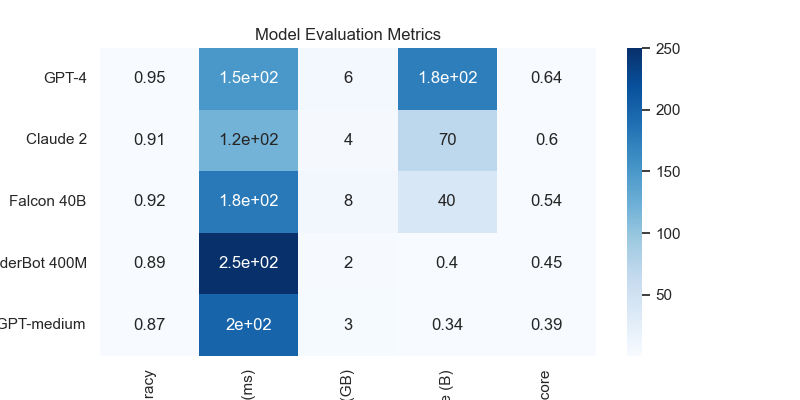 Model Evaluation Metrics
GPT-4 0.95 1.5e+02 6 1.8e+02 0.64
Claude 2 0.91 1.2e+02 4 70 0.6
Falcon 40B 0.92 1.8e+02 8 40 0.54
derBot 400M 0.89 2.5e+02 2 0.4 0.45
GPT-medium 0.87 2e+02 3 0.34 0.39
racy (ms) (GB) e (B) core
250
200
150
100
50